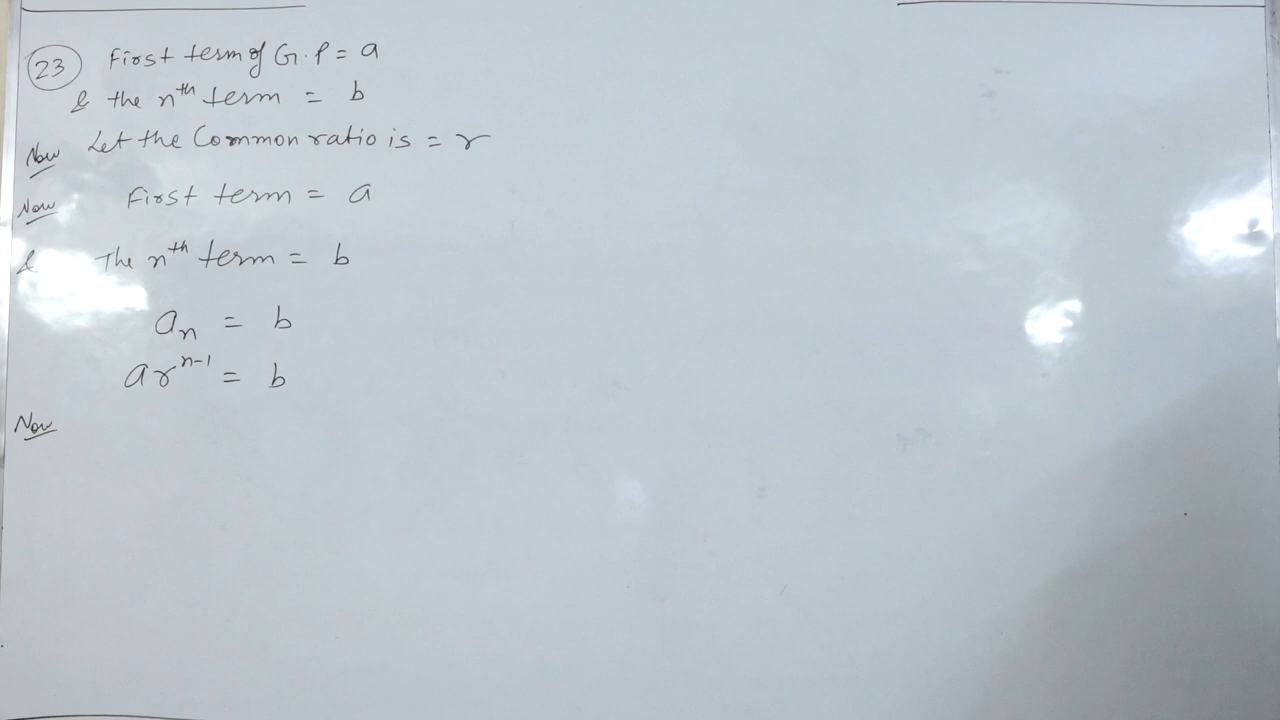 23 First term of G.P = a
& the nth term = b
Now Let the Common ratio is = r
Now First term = a
& The nth term = b
aₙ = b
arⁿ⁻¹ = b
Now